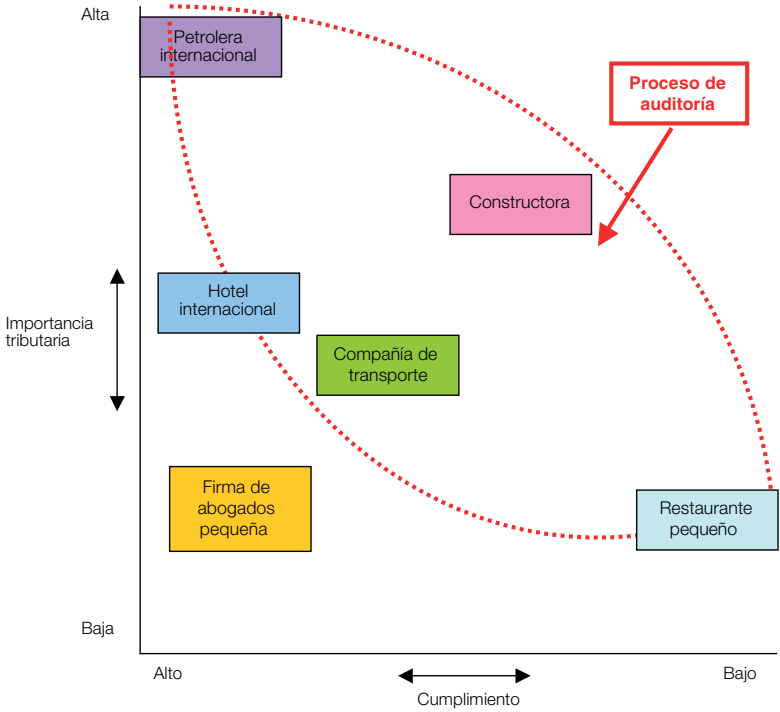 Alta
Petrolera
internacional
Proceso de
auditoría
Constructora
Hotel
internacional
Importancia
tributaria
Compañía de
transporte
Firma de
abogados
pequeña
Restaurante
pequeño
Baja
Alto
Bajo
Cumplimiento